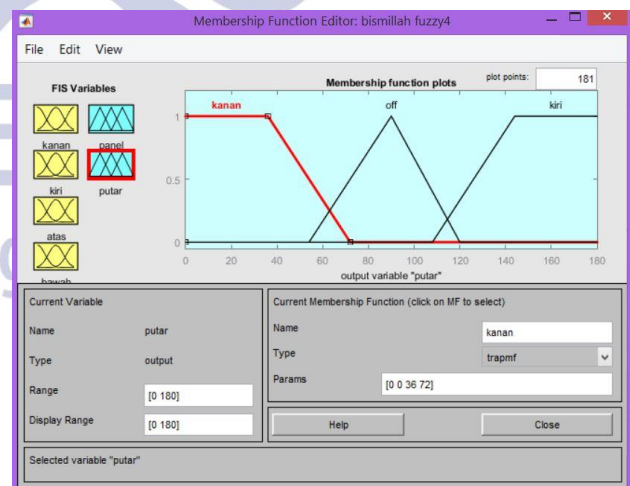 Membership Function Editor: bismillah fuzzy4
File Edit View
FIS Variables
kanan
panel
kiri
putar
atas
bawah
Membership function plots
plot points:
181
kanan
off
kiri
1
0.5
0
0 20 40 60 80 100 120 140 160 180
output variable "putar"
Current Variable
Name putar
Type output
Range [0 180]
Display Range [0 180]
Current Membership Function (click on MF to select)
Name kanan
Type trapmf
Params [0 0 36 72]
Help Close
Selected variable "putar"